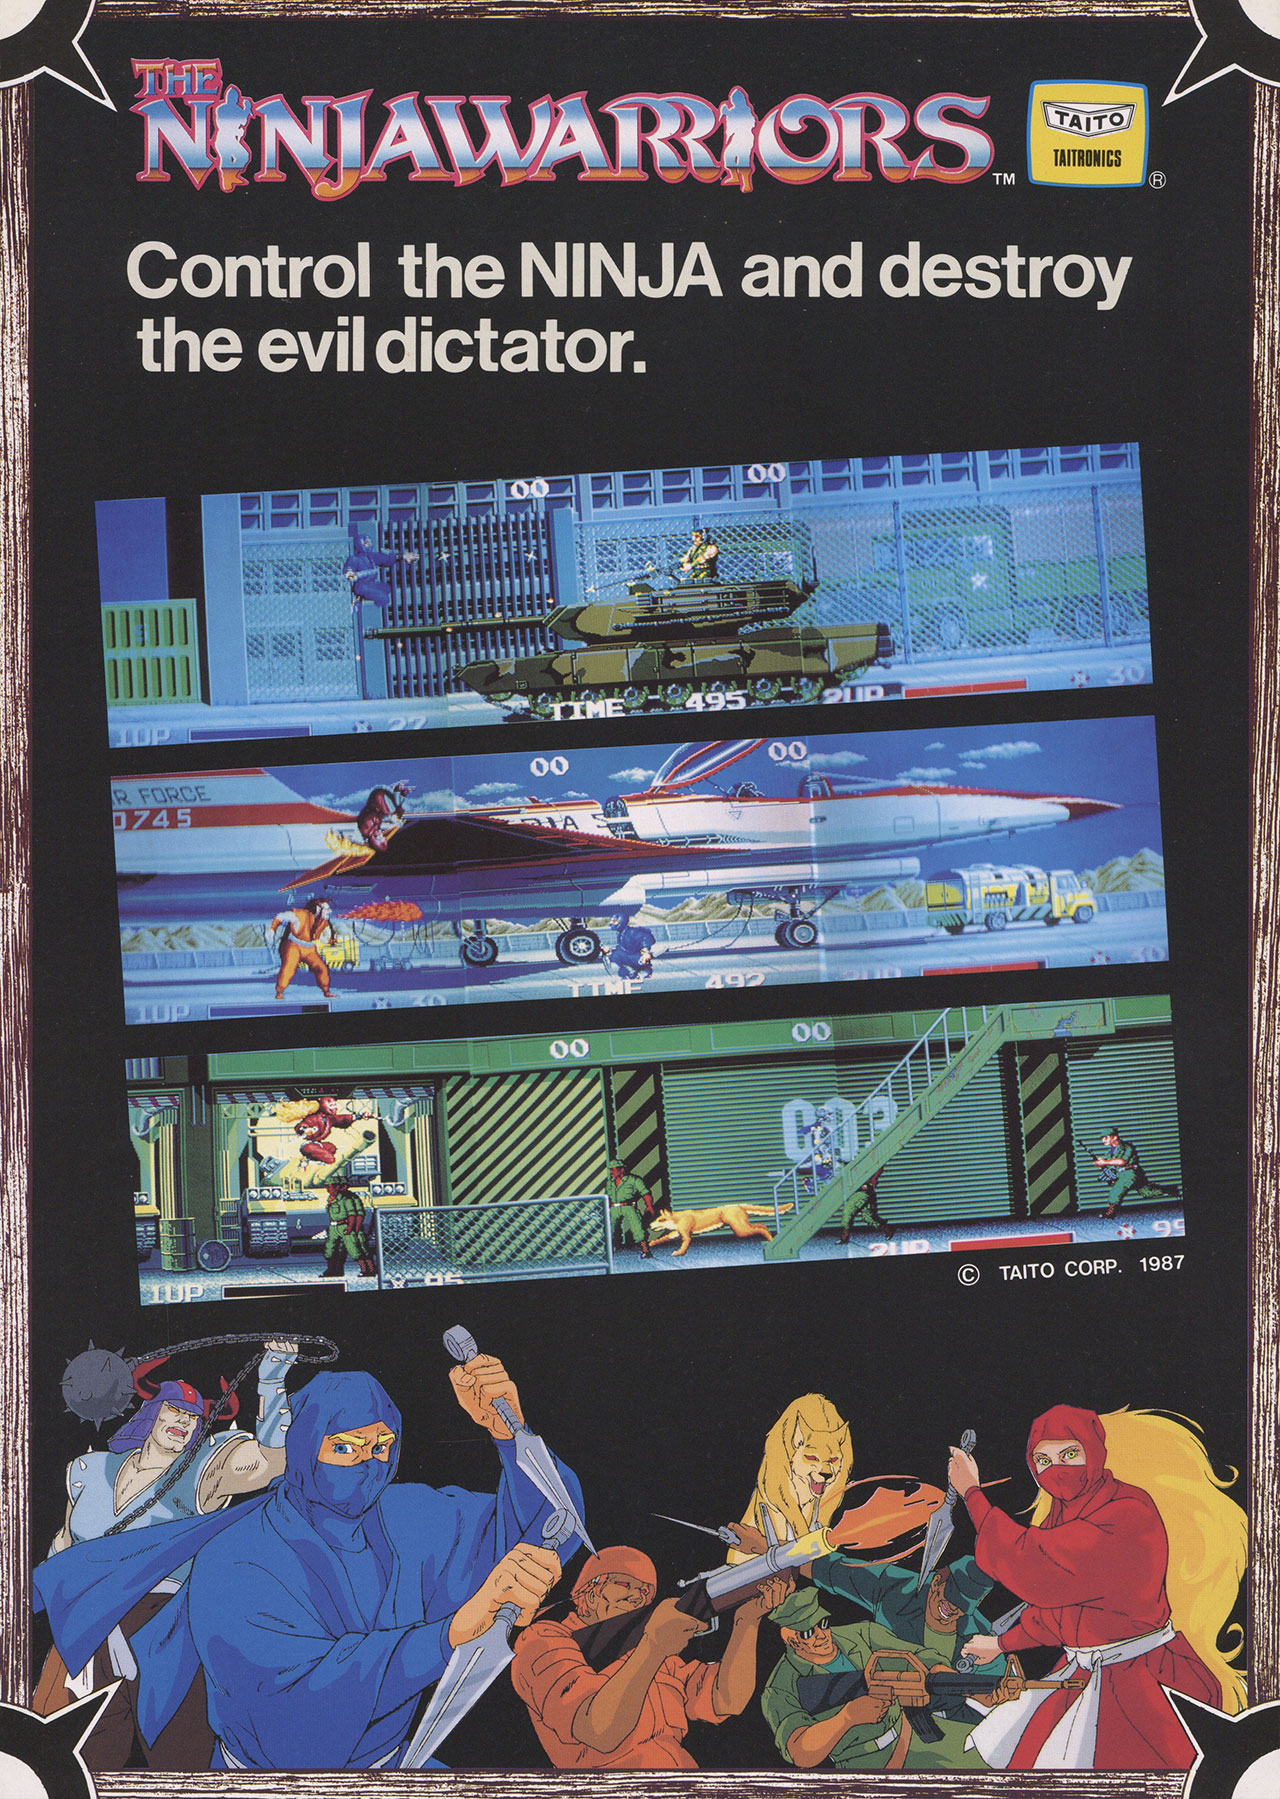 THE
NINJAWARRIORS ™
TAITO
TAITRONICS
®
Control the NINJA and destroy
the evil dictator.
00 00
1UP 27 TIME 495 2UP 30
R FORCE
0745
00 00
1UP 30 TIME 492 2UP 30
00 00
1UP 95 2UP 99
© TAITO CORP. 1987